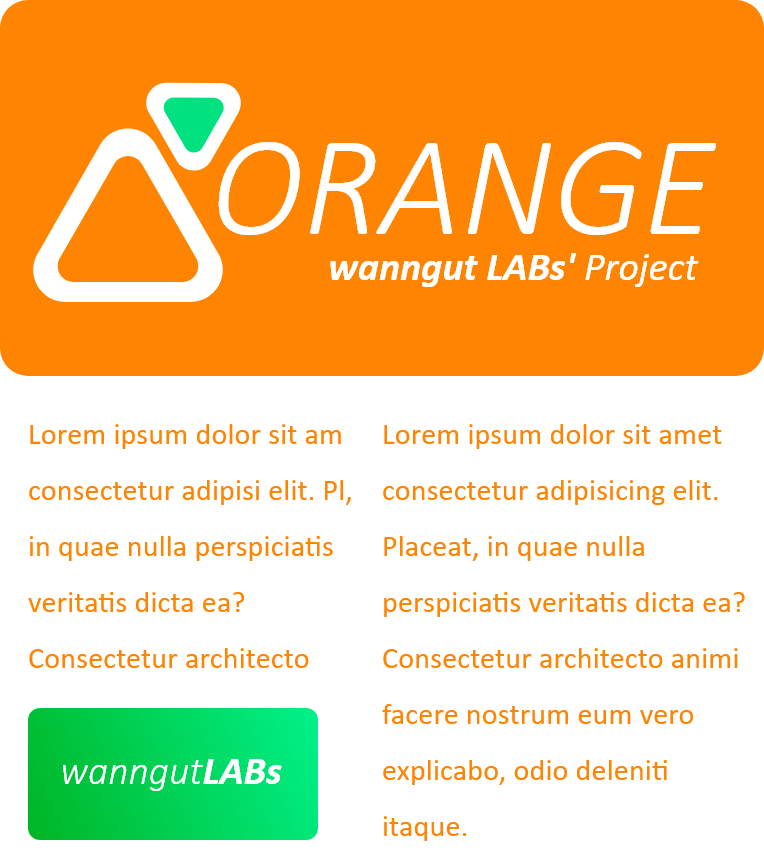 ORANGE
wanngut LABs' Project
Lorem ipsum dolor sit am
consectetur adipisi elit. Pl,
in quae nulla perspiciatis
veritatis dicta ea?
Consectetur architecto
wanngutLABs
Lorem ipsum dolor sit amet
consectetur adipisicing elit.
Placeat, in quae nulla
perspiciatis veritatis dicta ea?
Consectetur architecto animi
facere nostrum eum vero
explicabo, odio deleniti
itaque.